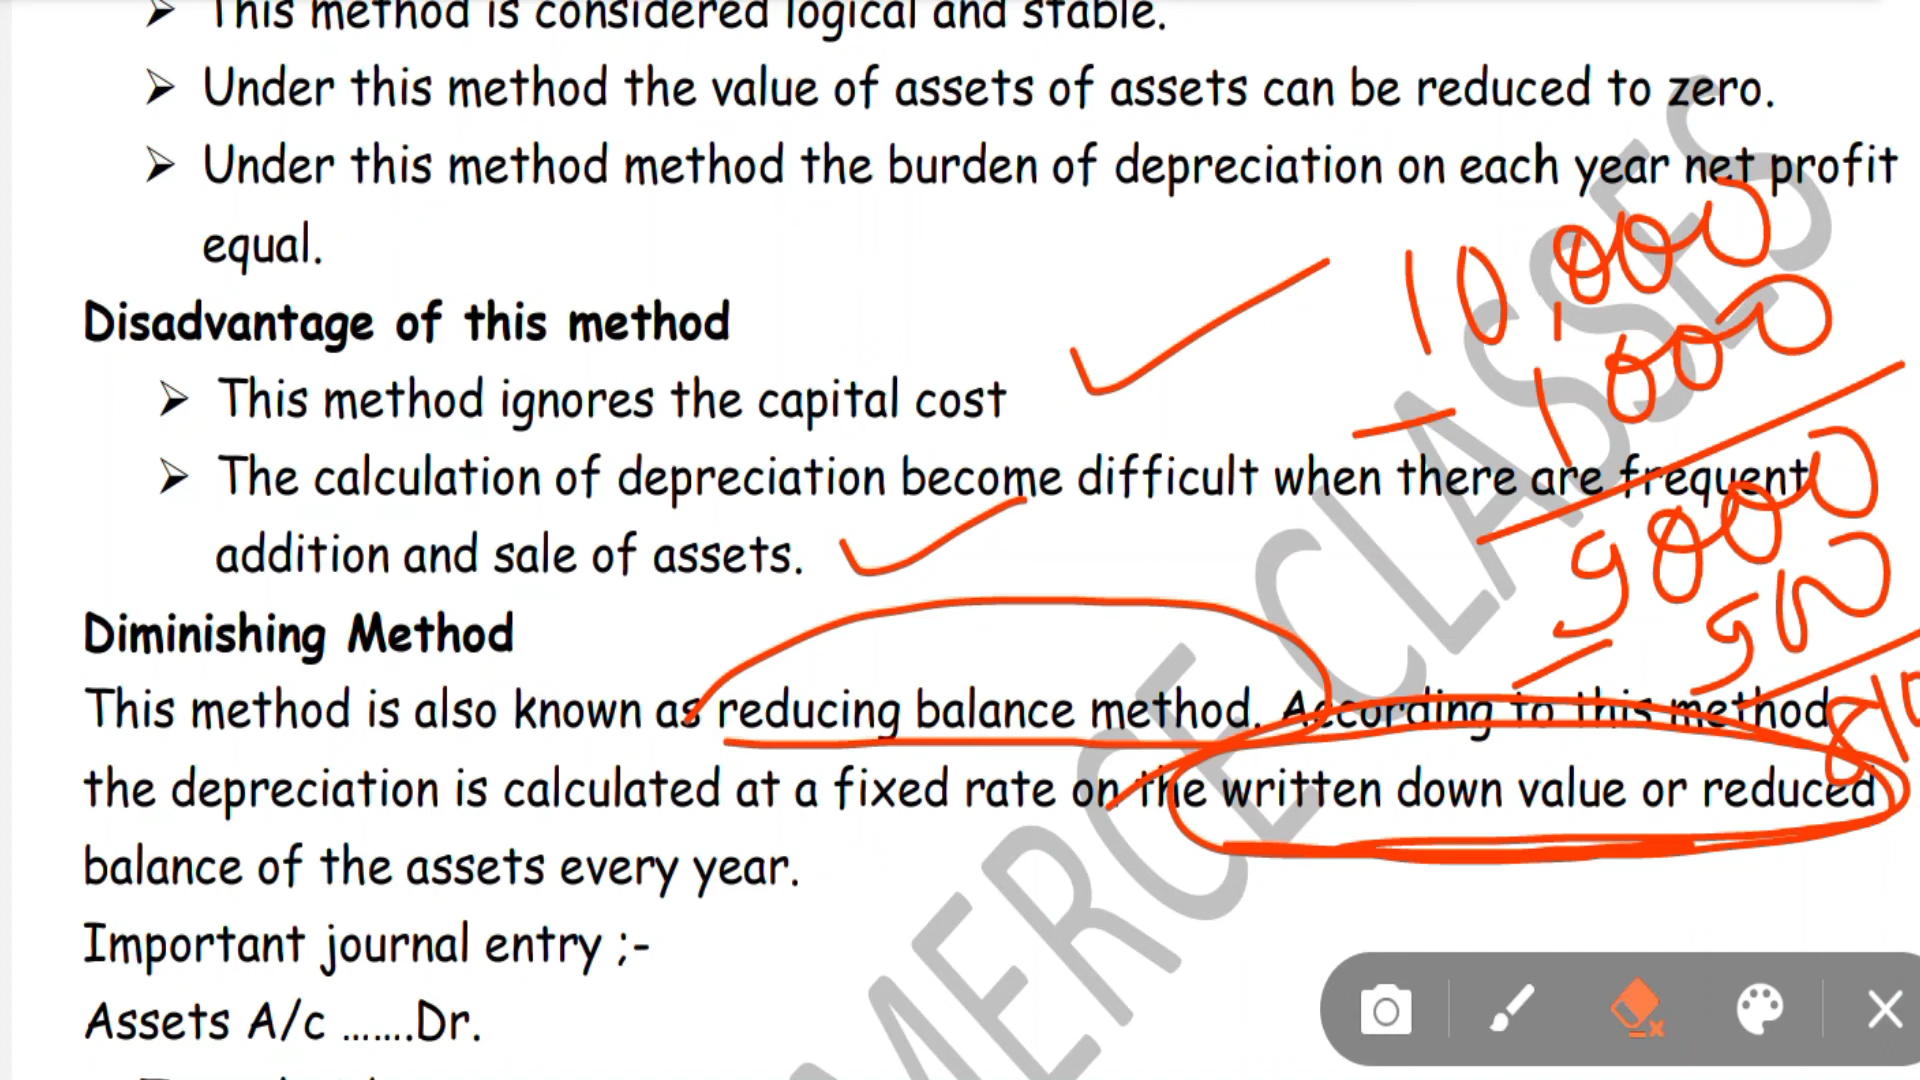 ➢ This method is considered logical and stable.
➢ Under this method the value of assets of assets can be reduced to zero.
➢ Under this method method the burden of depreciation on each year net profit
equal.
Disadvantage of this method
➢ This method ignores the capital cost
➢ The calculation of depreciation become difficult when there are frequent
addition and sale of assets.
Diminishing Method
This method is also known as reducing balance method. According to this method
the depreciation is calculated at a fixed rate on the written down value or reduced
balance of the assets every year.
Important journal entry ;-
Assets A/c …….Dr.
10,000
- 1000
9000
- 900
810
MERCE CLASSES